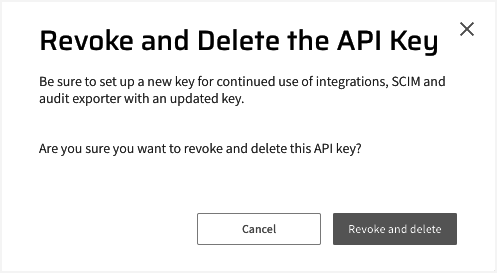 Revoke and Delete the API Key
Be sure to set up a new key for continued use of integrations, SCIM and
audit exporter with an updated key.
Are you sure you want to revoke and delete this API key?
Cancel
Revoke and delete